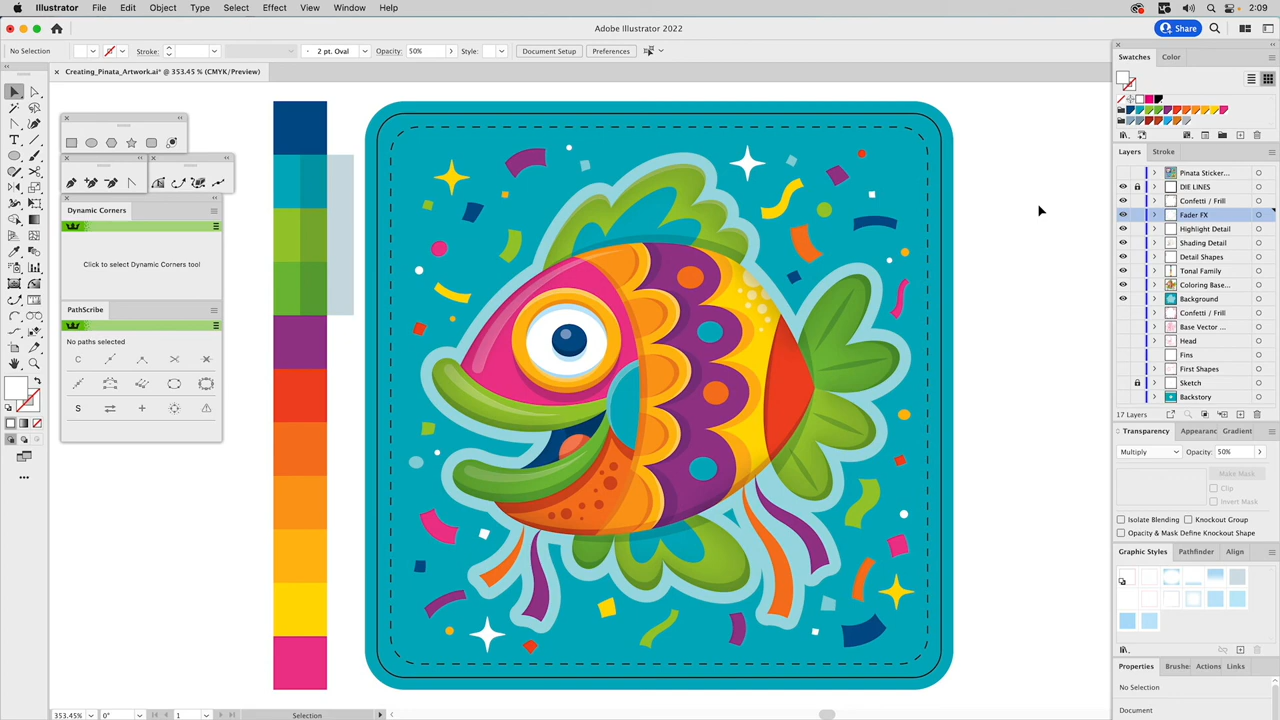 Illustrator File Edit Object Type Select Effect View Window Help 2:09
Adobe Illustrator 2022
Share
No Selection Stroke: 2 pt. Oval Opacity: 50% Style: Document Setup Preferences
Creating_Pinata_Artwork.ai* @ 353.45 % (CMYK/Preview)
Swatches Color
Dynamic Corners
Click to select Dynamic Corners tool
PathScribe
No paths selected
Layers Stroke
Pinata Sticker...
DIE LINES
Confetti / Frill
Fader FX
Highlight Detail
Shading Detail
Detail Shapes
Tonal Family
Coloring Base...
Background
Confetti / Frill
Base Vector ...
Head
Fins
First Shapes
Sketch
Backstory
17 Layers
Transparency Appearanc Gradient
Multiply Opacity: 50%
Make Mask
Clip
Invert Mask
Isolate Blending Knockout Group
Opacity & Mask Define Knockout Shape
Graphic Styles Pathfinder Align
Properties Brushe: Actions Links
No Selection
Document
353.45% 0° 1 Selection